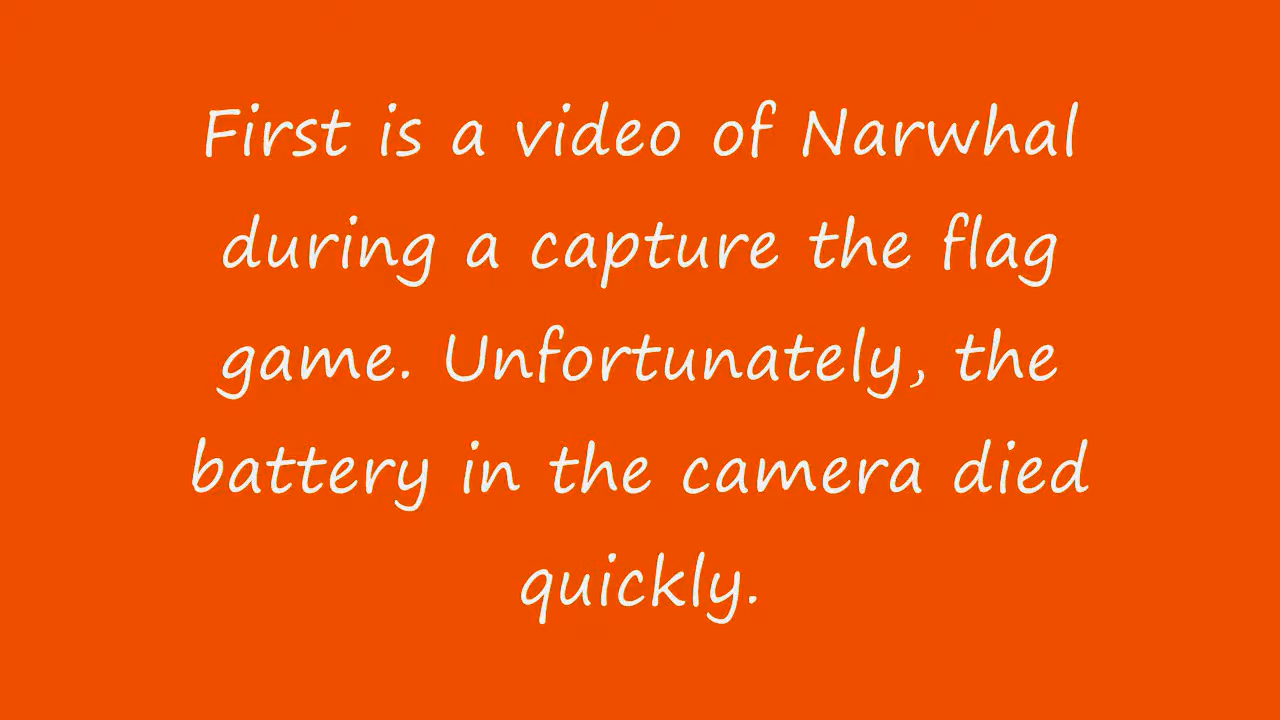 First is a video of Narwhal
during a capture the flag
game. Unfortunately, the
battery in the camera died
quickly.